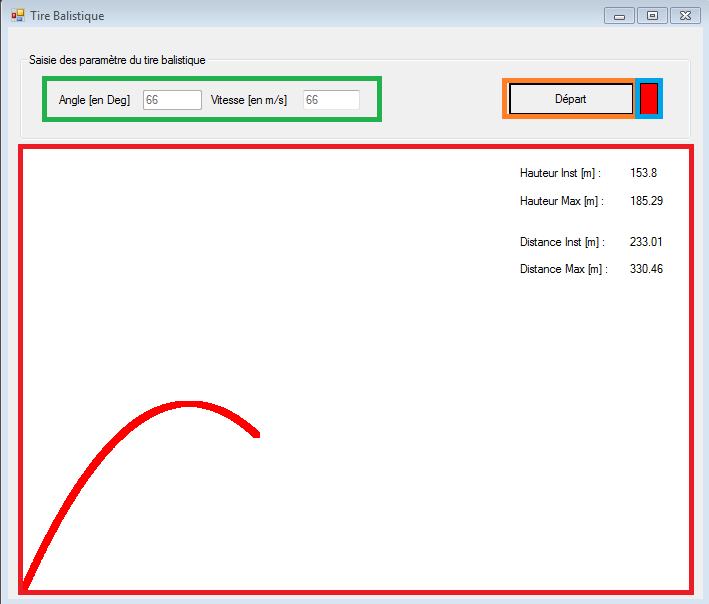 Tire Balistique
Saisie des paramètre du tire balistique
Angle [en Deg] 66 Vitesse [en m/s] 66 Départ
Hauteur Inst [m] : 153.8
Hauteur Max [m] : 185.29
Distance Inst [m] : 233.01
Distance Max [m] : 330.46